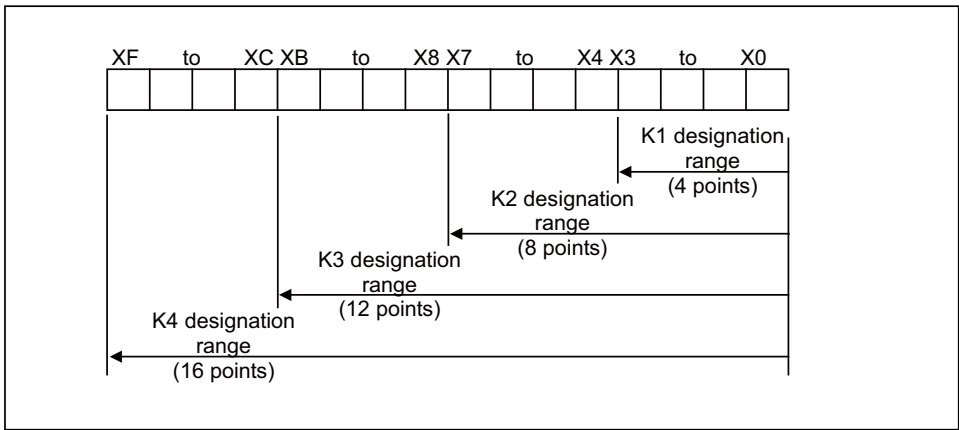 XF to XC XB to X8 X7 to X4 X3 to X0
K1 designation
range
(4 points)
K2 designation
range
(8 points)
K3 designation
range
(12 points)
K4 designation
range
(16 points)